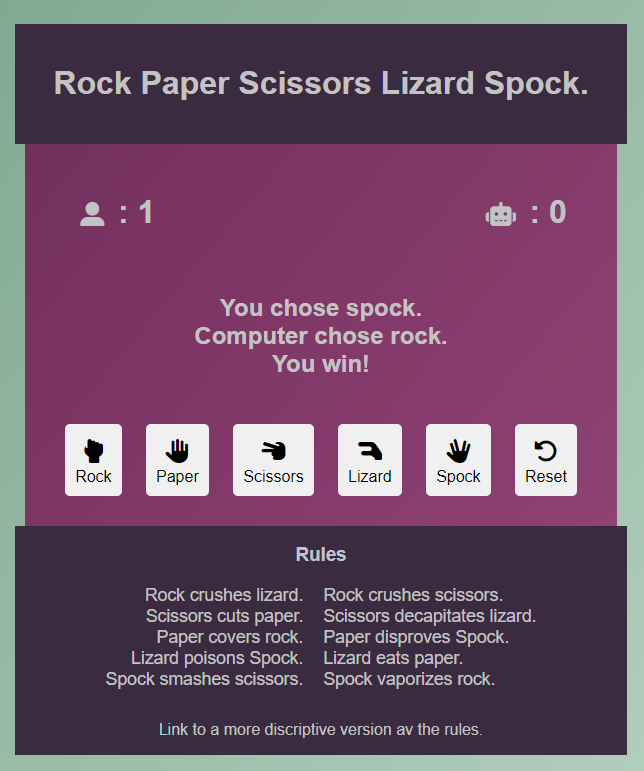 Rock Paper Scissors Lizard Spock.
: 1
: 0
You chose spock.
Computer chose rock.
You win!
Rock
Paper
Scissors
Lizard
Spock
Reset
Rules
Rock crushes lizard.
Rock crushes scissors.
Scissors cuts paper.
Scissors decapitates lizard.
Paper covers rock.
Paper disproves Spock.
Lizard poisons Spock.
Lizard eats paper.
Spock smashes scissors.
Spock vaporizes rock.
Link to a more discriptive version av the rules.